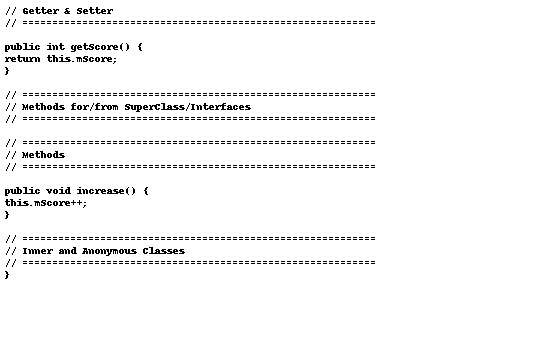 // Getter & Setter
// ===========================================================
public int getScore() {
return this.mScore;
}
// ===========================================================
// Methods for/from SuperClass/Interfaces
// ===========================================================
// ===========================================================
// Methods
// ===========================================================
public void increase() {
this.mScore++;
}
// ===========================================================
// Inner and Anonymous Classes
// ===========================================================
}